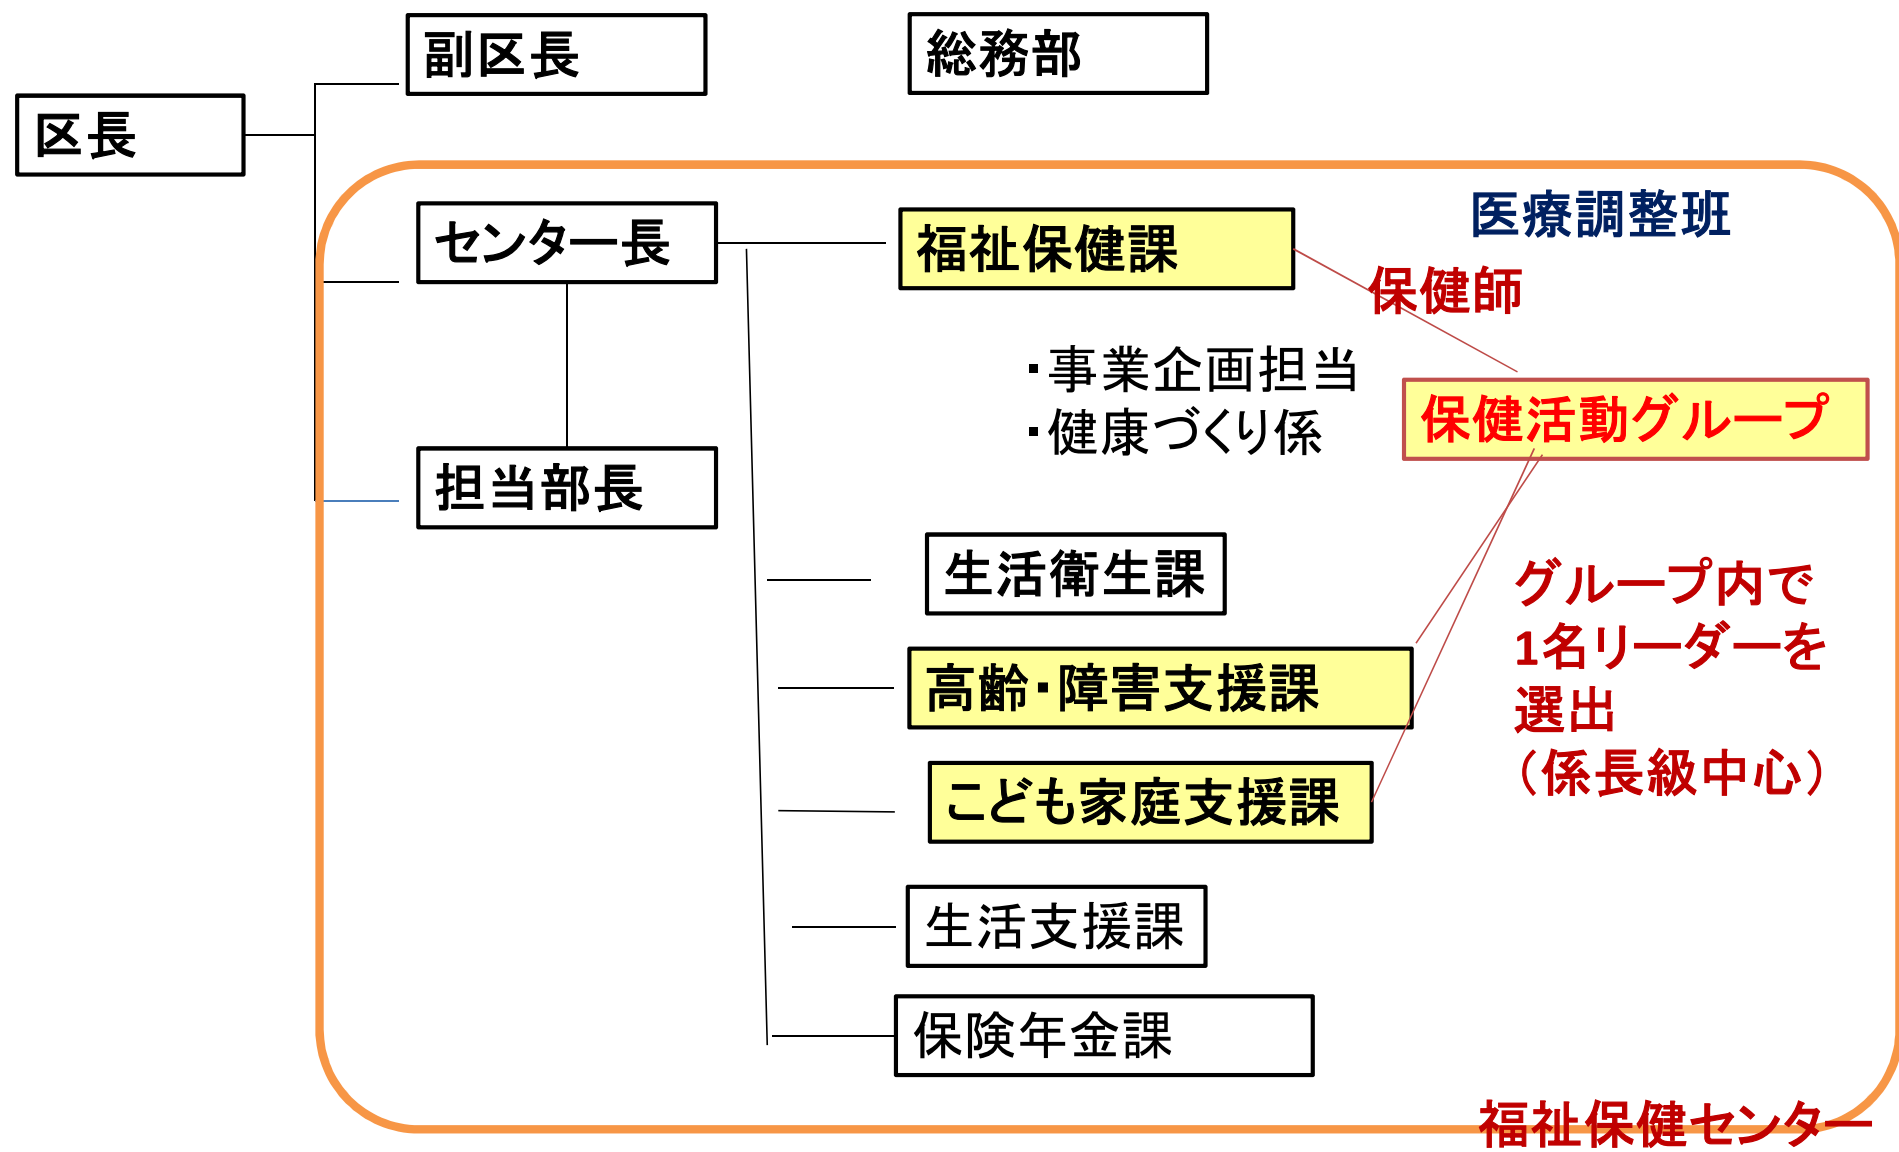 副区長
総務部
区長
センター長
福祉保健課
医療調整班
保健師
・事業企画担当
・健康づくり係
保健活動グループ
担当部長
生活衛生課
グループ内で
1名リーダーを
選出
（係長級中心）
高齢・障害支援課
こども家庭支援課
生活支援課
保険年金課
福祉保健センター